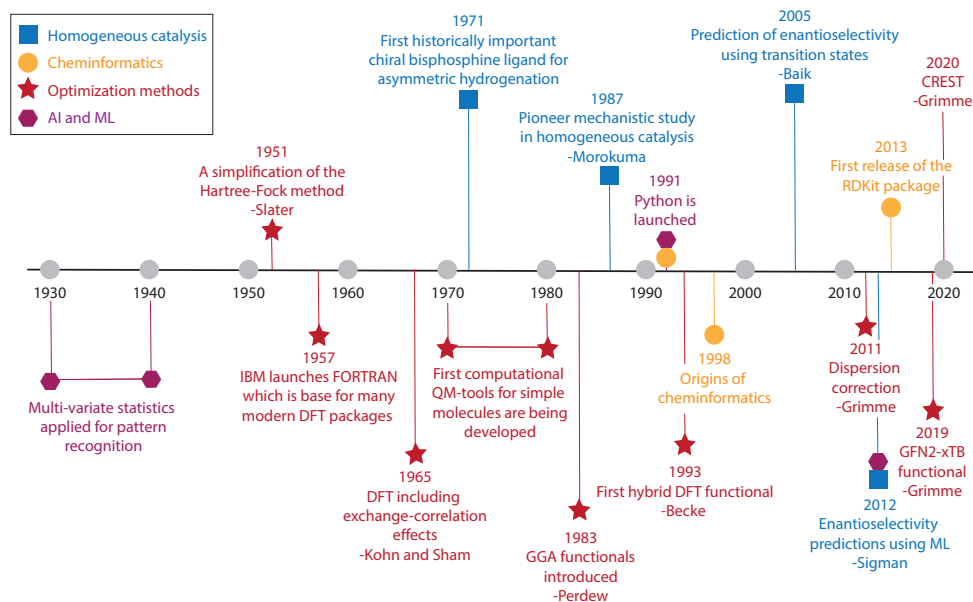 Homogeneous catalysis
Cheminformatics
Optimization methods
AI and ML
1951
A simplification of the
Hartree-Fock method
-Slater
1971
First historically important
chiral bisphosphine ligand for
asymmetric hydrogenation
1987
Pioneer mechanistic study
in homogeneous catalysis
-Morokuma
1991
Python is
launched
2005
Prediction of enantioselectivity
using transition states
-Baik
2013
First release of the
RDKit package
2020
CREST
-Grimme
1930
1940
1950
1960
1970
1980
1990
2000
2010
2020
Multi-variate statistics
applied for pattern
recognition
1957
IBM launches FORTRAN
which is base for many
modern DFT packages
1965
DFT including
exchange-correlation
effects
-Kohn and Sham
First computational
QM-tools for simple
molecules are being
developed
1983
GGA functionals
introduced
-Perdew
1993
First hybrid DFT functional
-Becke
1998
Origins of
cheminformatics
2011
Dispersion
correction
-Grimme
2012
Enantioselectivity
predictions using ML
-Sigman
2019
GFN2-xTB
functional
-Grimme